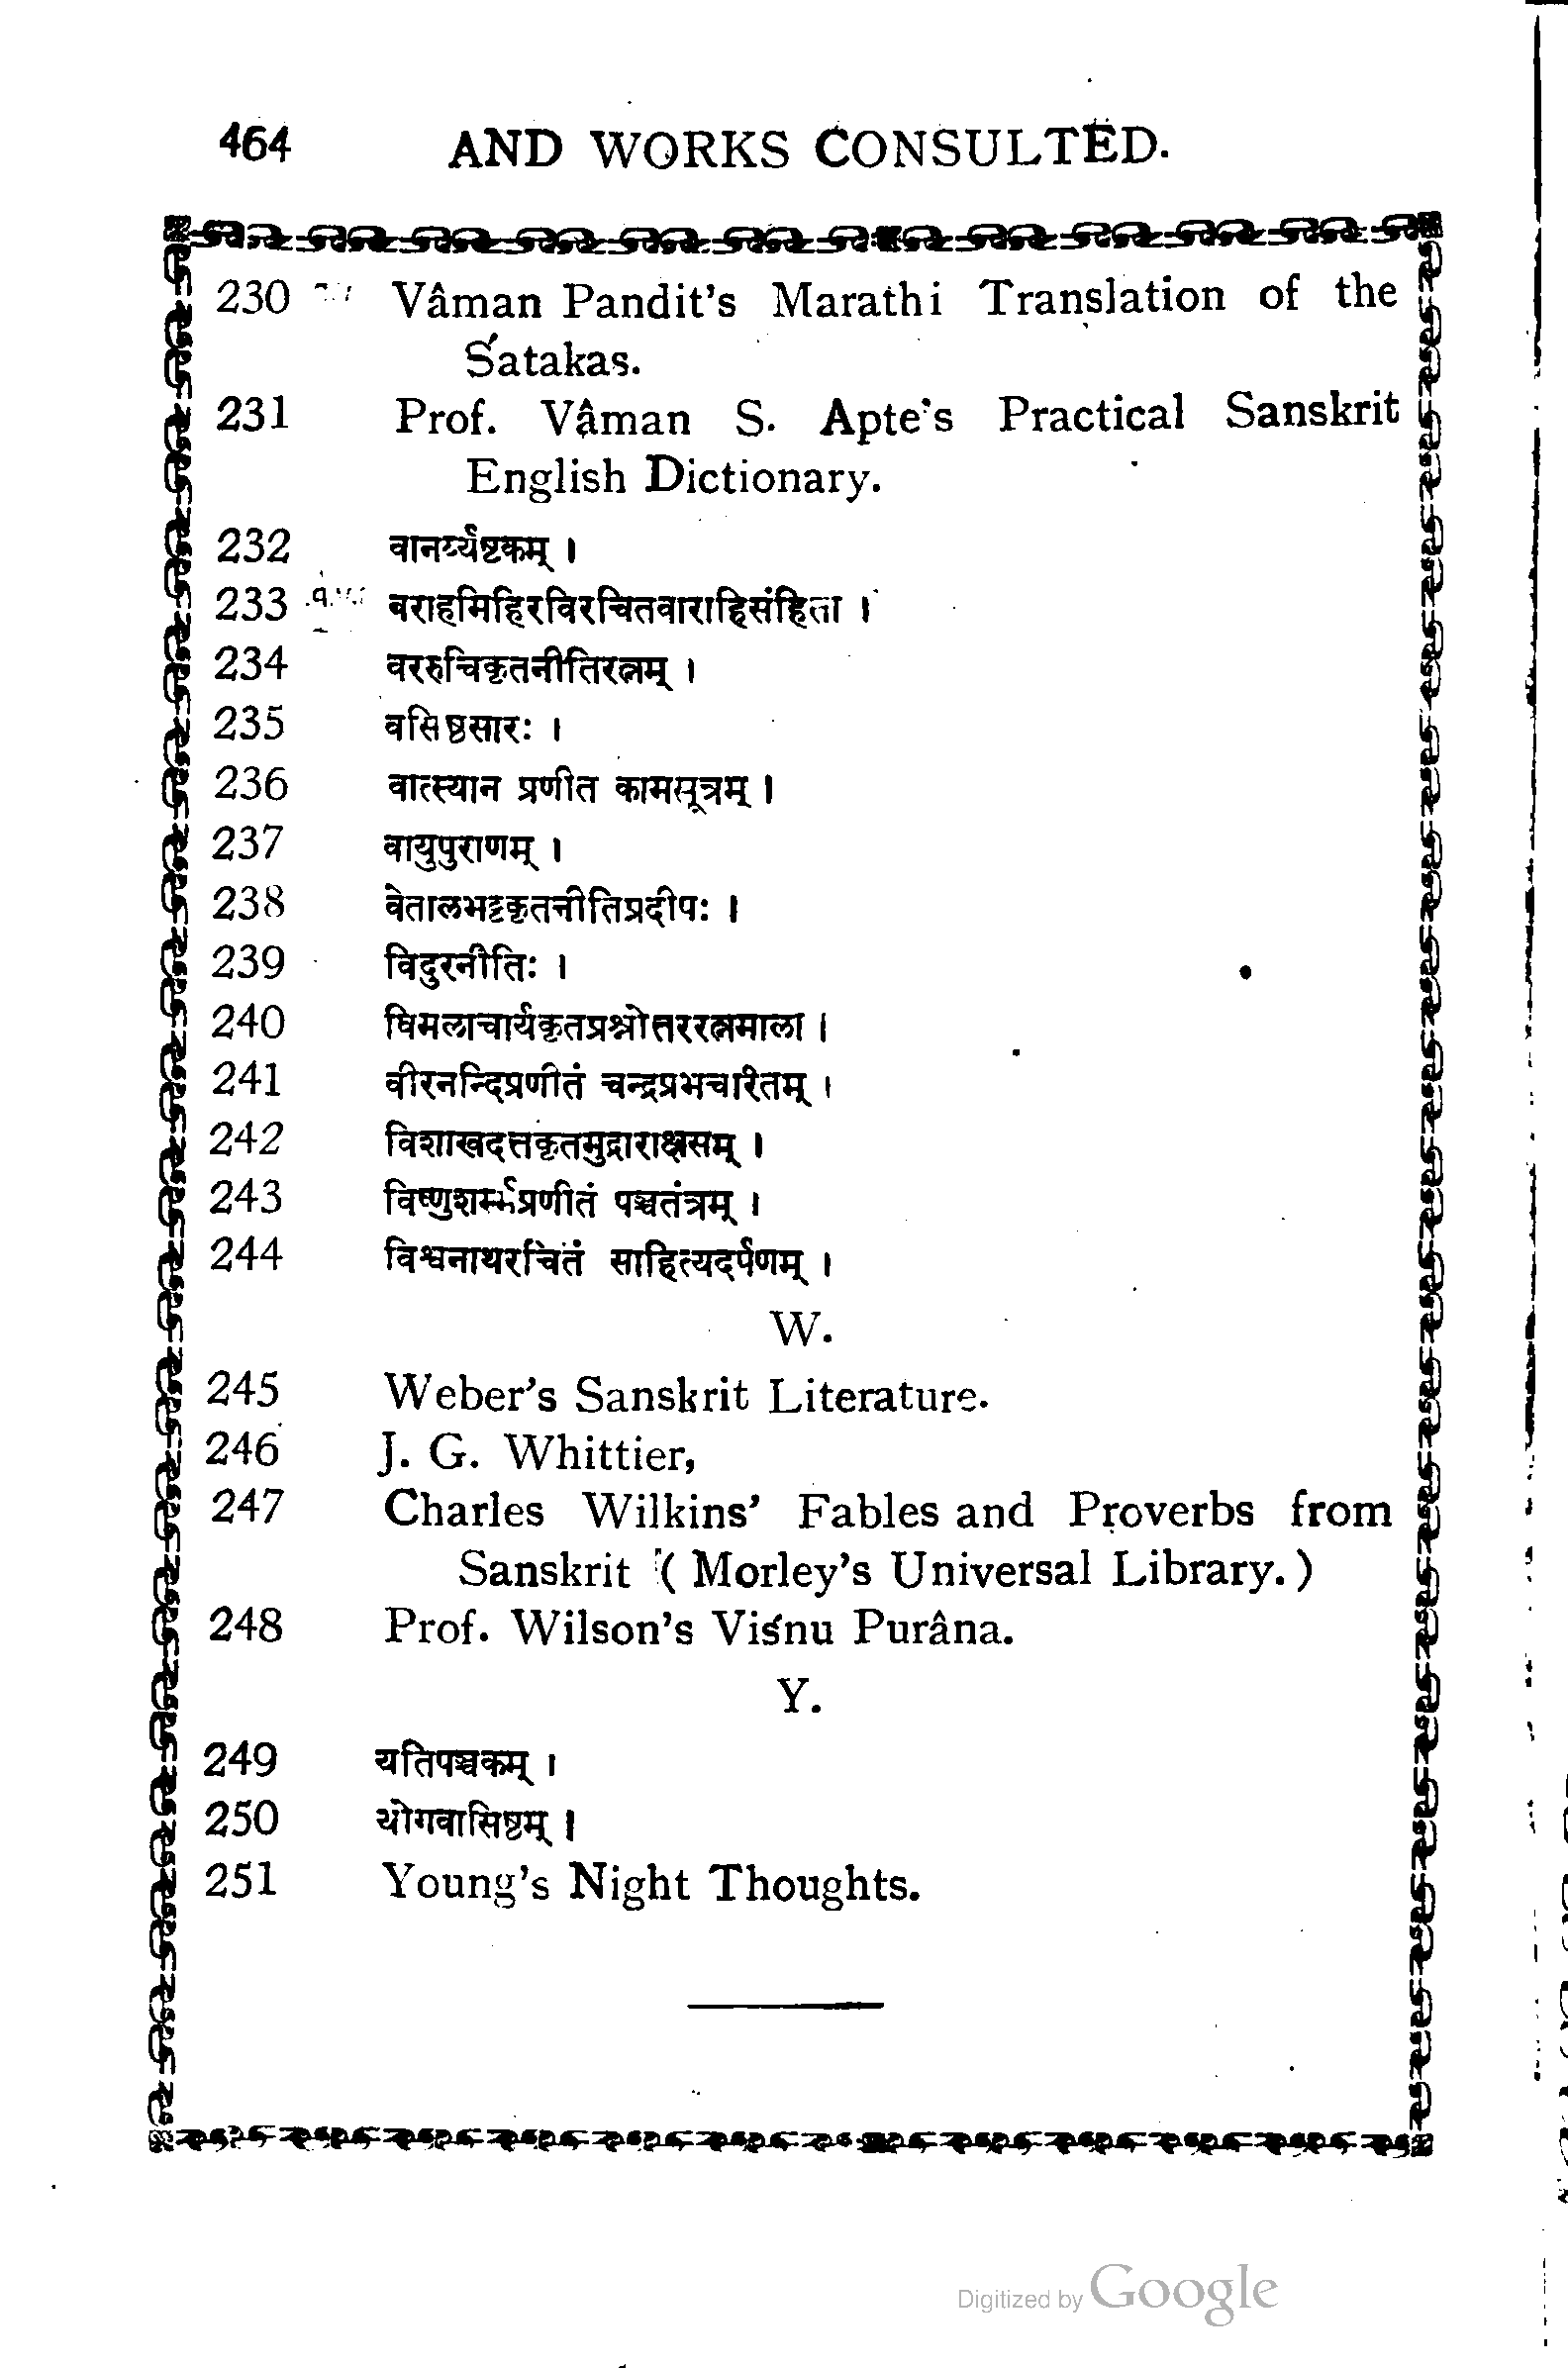 464 AND WORKS CONSULTED.
230 Vâman Pandit's Marathi Translation of the
Śatakas.
231 Prof. Vâman S. Apte's Practical Sanskrit
English Dictionary.
232 वानर्य्यष्टकम् ।
233 बराहमिहिरविरचितवाराहिसंहिता ।
234 वररुचिकृतनीतिरत्नम् ।
235 वसिष्ठसारः ।
236 वात्स्यान प्रणीत कामसूत्रम् ।
237 वायुपुराणम् ।
238 वेतालभट्टकृतनीतिप्रदीपः ।
239 विदुरनीतिः ।
240 विमलाचार्यकृतप्रश्नोत्तररत्नमाला ।
241 वीरनन्दिप्रणीतं चन्द्रप्रभचरितम् ।
242 विशाखदत्तकृतमुद्राराक्षसम् ।
243 विष्णुशर्म्मप्रणीतं पञ्चतंत्रम् ।
244 विश्वनाथरचितं साहित्यदर्पणम् ।
W.
245 Weber's Sanskrit Literature.
246 J. G. Whittier,
247 Charles Wilkins' Fables and Proverbs from
Sanskrit ( Morley's Universal Library. )
248 Prof. Wilson's Viśnu Purâna.
Y.
249 यतिपञ्चकम् ।
250 योगवासिष्टम् ।
251 Young's Night Thoughts.
Digitized by Google